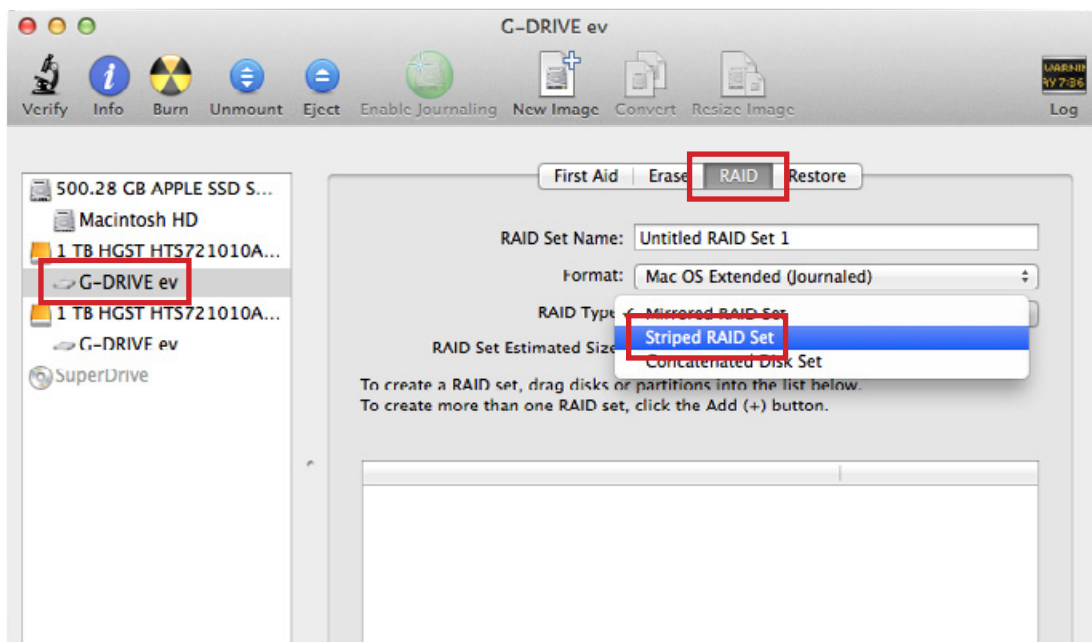 G-DRIVE ev
Verify Info Burn Unmount Eject Enable Journaling New Image Convert Resize Image Log
WARNIN
AY 7:36
500.28 GB APPLE SSD S...
Macintosh HD
1 TB HGST HTS721010A...
G-DRIVE ev
1 TB HGST HTS721010A...
G-DRIVE ev
SuperDrive
First Aid Erase RAID Restore
RAID Set Name: Untitled RAID Set 1
Format: Mac OS Extended (Journaled)
RAID Type ✓ Mirrored RAID Set
Striped RAID Set
RAID Set Estimated Size
Concatenated Disk Set
To create a RAID set, drag disks or partitions into the list below.
To create more than one RAID set, click the Add (+) button.